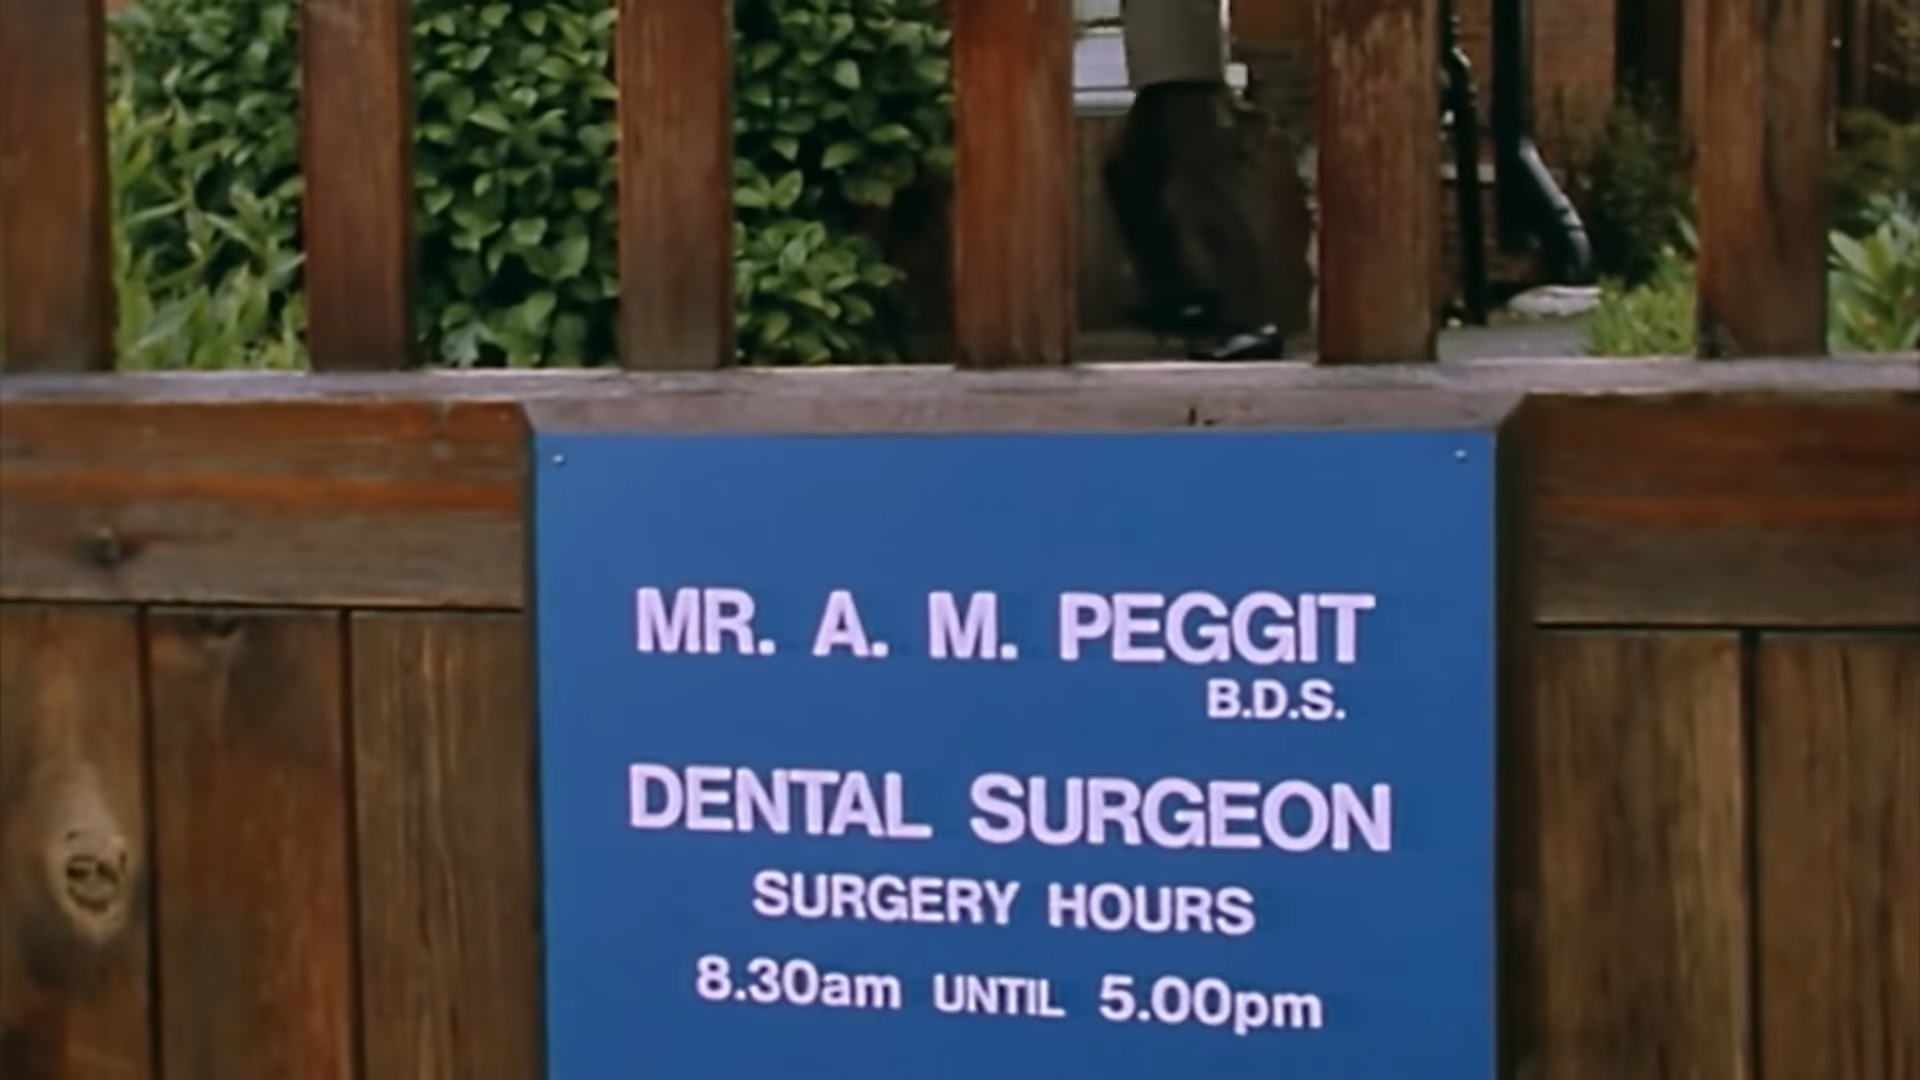 MR. A. M. PEGGIT
B.D.S.
DENTAL SURGEON
SURGERY HOURS
8.30am UNTIL 5.00pm